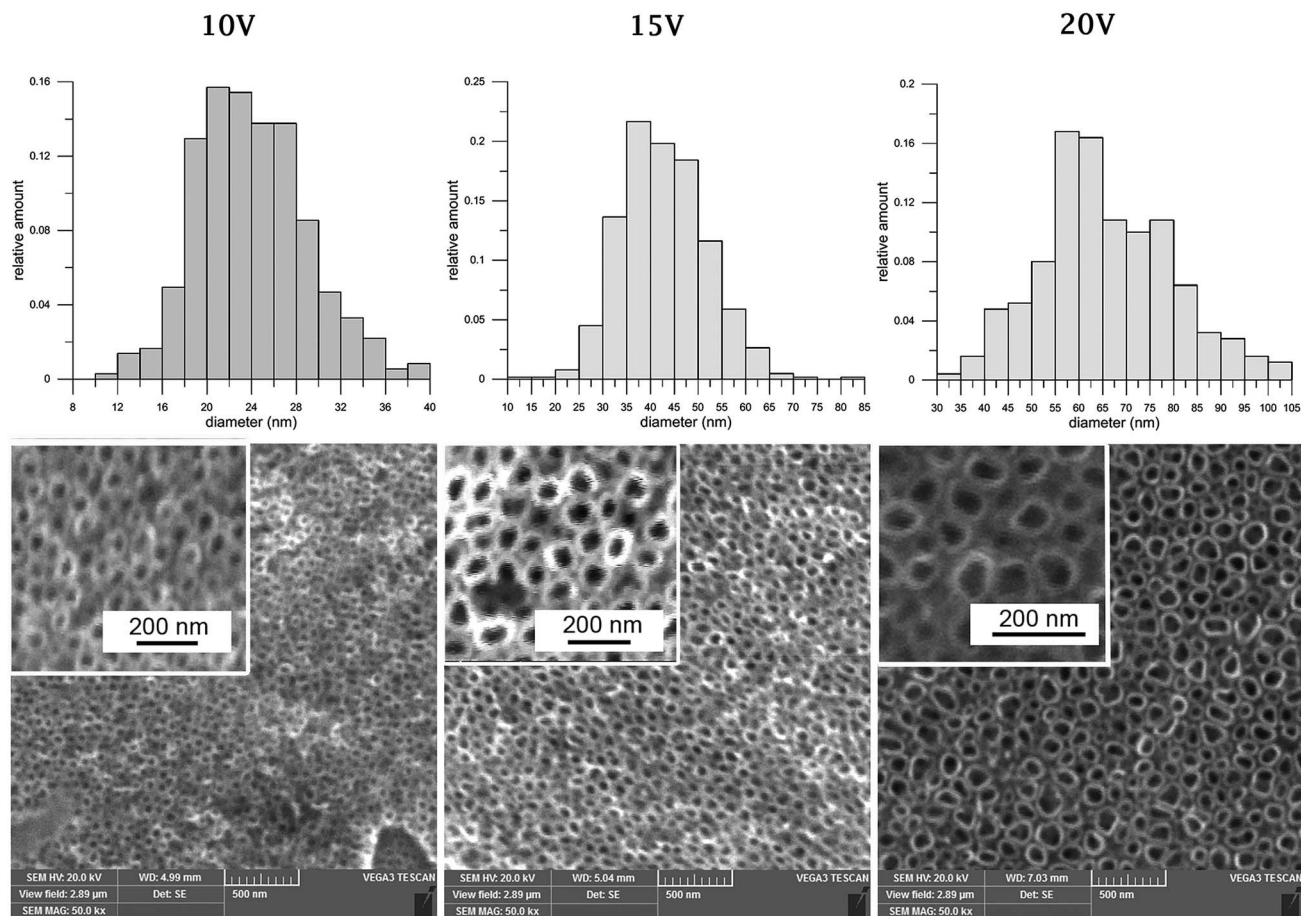 10V
15V
20V
relative amount
0.16
0.12
0.08
0.04
0
8 12 16 20 24 28 32 36 40
diameter (nm)
relative amount
0.25
0.2
0.15
0.1
0.05
0
10 15 20 25 30 35 40 45 50 55 60 65 70 75 80 85
diameter (nm)
relative amount
0.2
0.16
0.12
0.08
0.04
0
30 35 40 45 50 55 60 65 70 75 80 85 90 95 100 105
diameter (nm)
200 nm
200 nm
200 nm
SEM HV: 20.0 kV WD: 4.99 mm VEGA3 TESCAN
View field: 2.89 µm Det: SE 500 nm
SEM MAG: 50.0 kx
SEM HV: 20.0 kV WD: 5.04 mm VEGA3 TESCAN
View field: 2.89 µm Det: SE 500 nm
SEM MAG: 50.0 kx
SEM HV: 20.0 kV WD: 7.03 mm VEGA3 TESCAN
View field: 2.89 µm Det: SE 500 nm
SEM MAG: 50.0 kx